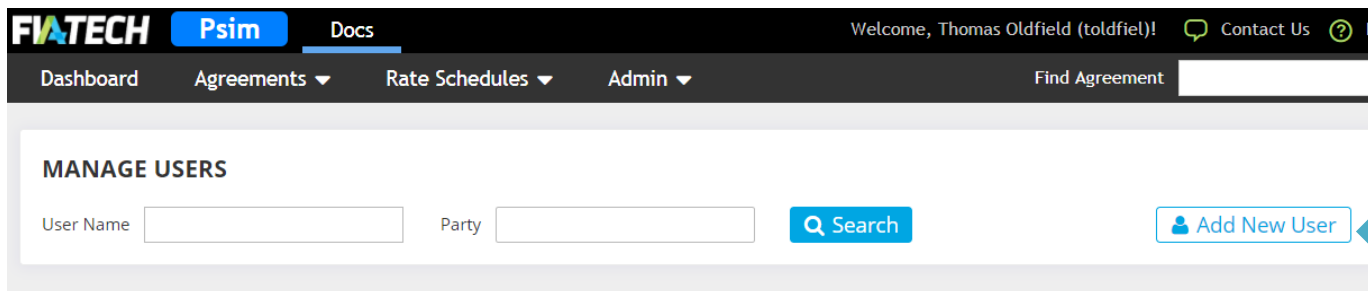 FIATECH Psim Docs Welcome, Thomas Oldfield (toldfiel)! Contact Us
Dashboard Agreements Rate Schedules Admin Find Agreement
MANAGE USERS
User Name Party Search Add New User